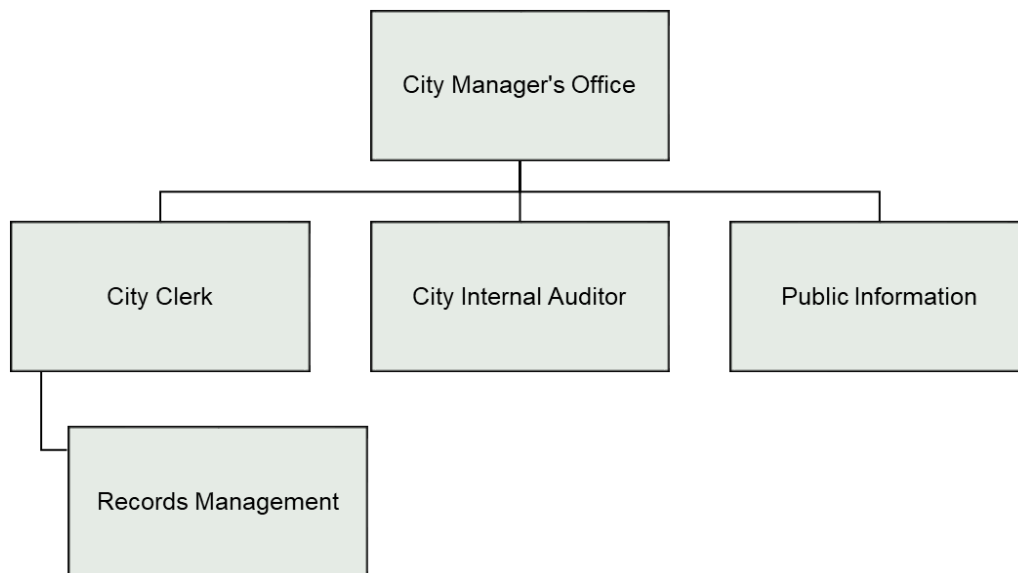 City Manager's Office
City Clerk
City Internal Auditor
Public Information
Records Management